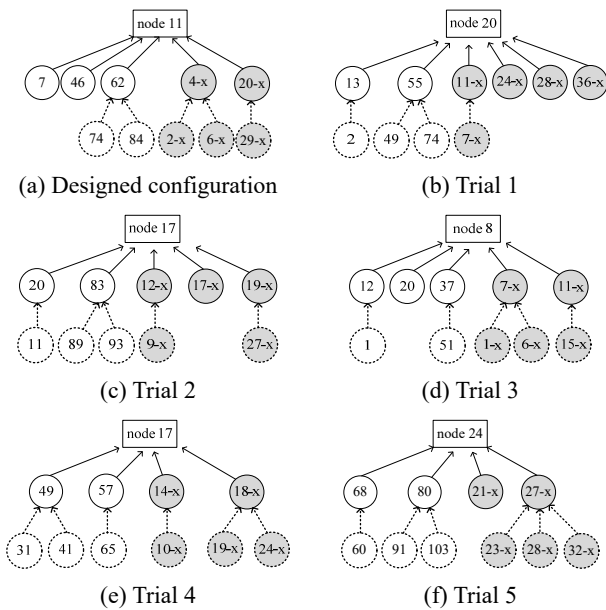 node 11
7 46 62 4-x 20-x
74 84 2-x 6-x 29-x
(a) Designed configuration
node 20
13 55 11-x 24-x 28-x 36-x
2 49 74 7-x
(b) Trial 1
node 17
20 83 12-x 17-x 19-x
11 89 93 9-x 27-x
(c) Trial 2
node 8
12 20 37 7-x 11-x
1 51 1-x 6-x 15-x
(d) Trial 3
node 17
49 57 14-x 18-x
31 41 65 10-x 19-x 24-x
(e) Trial 4
node 24
68 80 21-x 27-x
60 91 103 23-x 28-x 32-x
(f) Trial 5